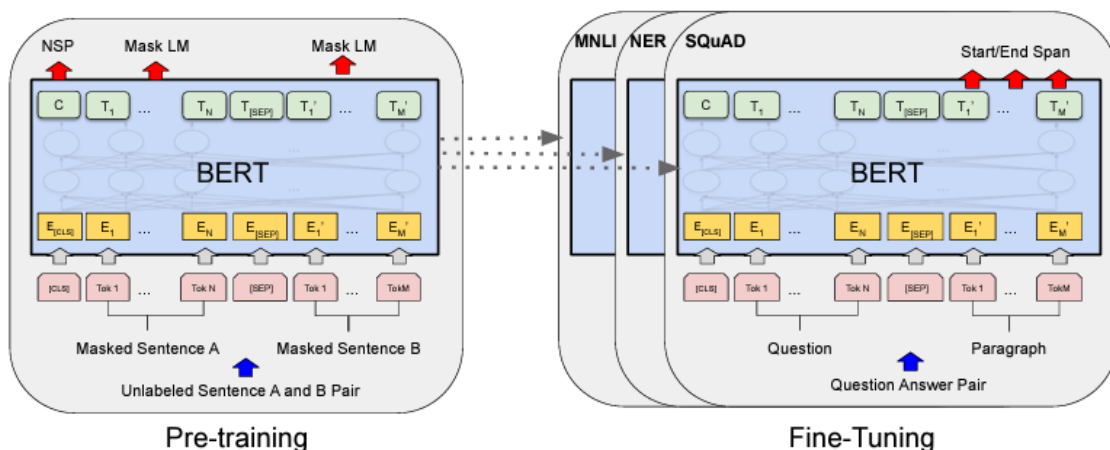 NSP Mask LM Mask LM
C T1 ... TN T[SEP] T1' ... TM'
...
BERT
...
E[CLS] E1 ... EN E[SEP] E1' ... EM'
[CLS] Tok 1 ... Tok N [SEP] Tok 1 ... TokM
Masked Sentence A Masked Sentence B
Unlabeled Sentence A and B Pair
Pre-training
MNLI NER SQuAD
Start/End Span
C T1 ... TN T[SEP] T1' ... TM'
...
BERT
...
E[CLS] E1 ... EN E[SEP] E1' ... EM'
[CLS] Tok 1 ... Tok N [SEP] Tok 1 ... TokM
Question Paragraph
Question Answer Pair
Fine-Tuning